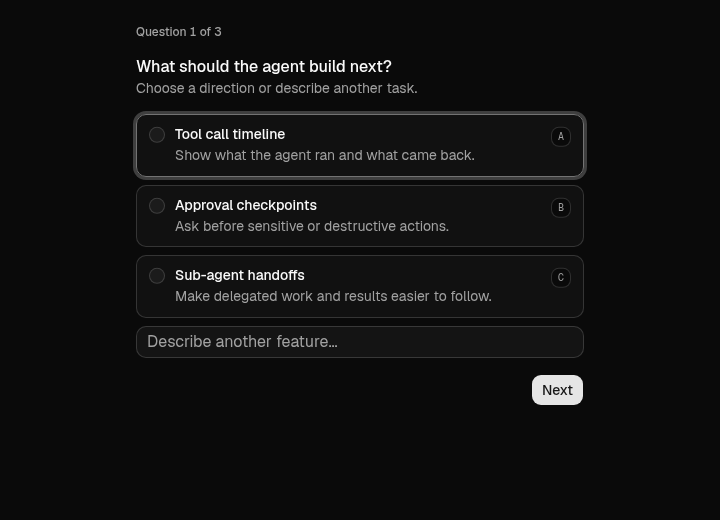 Question 1 of 3
What should the agent build next?
Choose a direction or describe another task.
Tool call timeline
A
Show what the agent ran and what came back.
Approval checkpoints
B
Ask before sensitive or destructive actions.
Sub-agent handoffs
C
Make delegated work and results easier to follow.
Describe another feature...
Next